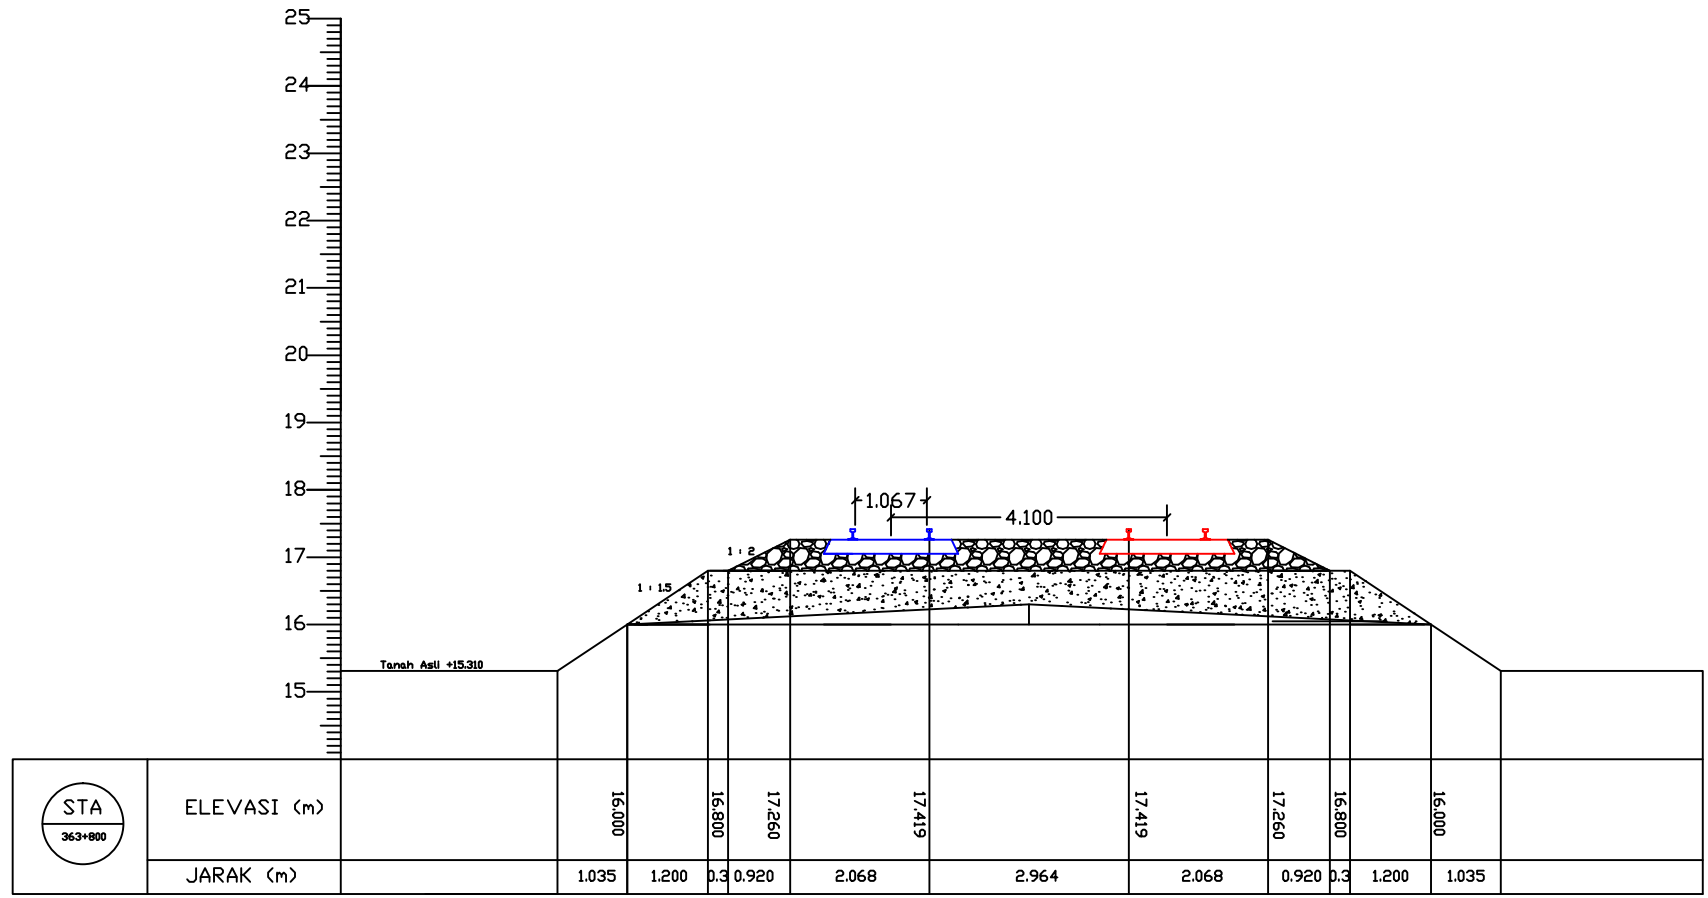 25
24
23
22
21
20
19
18
17
16
15
1.067
4.100
1 : 2
1 : 1.5
Tanah Asli +15.310
STA
363+800
ELEVASI (m)
16.000 16.800 17.260 17.419 17.419 17.260 16.800 16.000
JARAK (m)
1.035 1.200 0.3 0.920 2.068 2.964 2.068 0.920 0.3 1.200 1.035